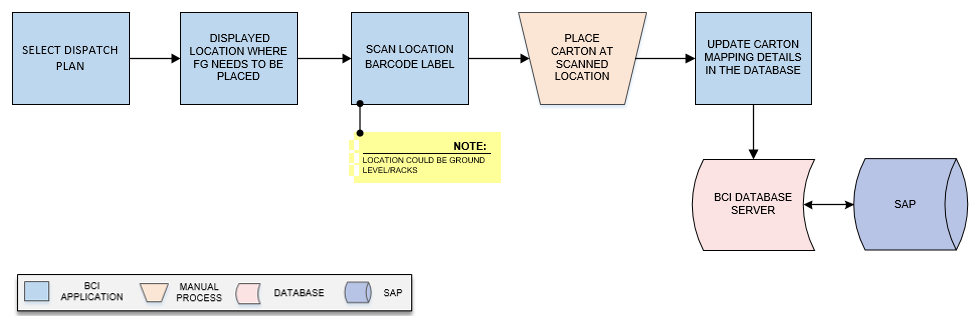 SELECT DISPATCH
PLAN
DISPLAYED
LOCATION WHERE
FG NEEDS TO BE
PLACED
SCAN LOCATION
BARCODE LABEL
PLACE
CARTON AT
SCANNED
LOCATION
UPDATE CARTON
MAPPING DETAILS
IN THE DATABASE
NOTE:
LOCATION COULD BE GROUND
LEVEL/RACKS
BCI DATABASE
SERVER
SAP
BCI
APPLICATION
MANUAL
PROCESS
DATABASE
SAP